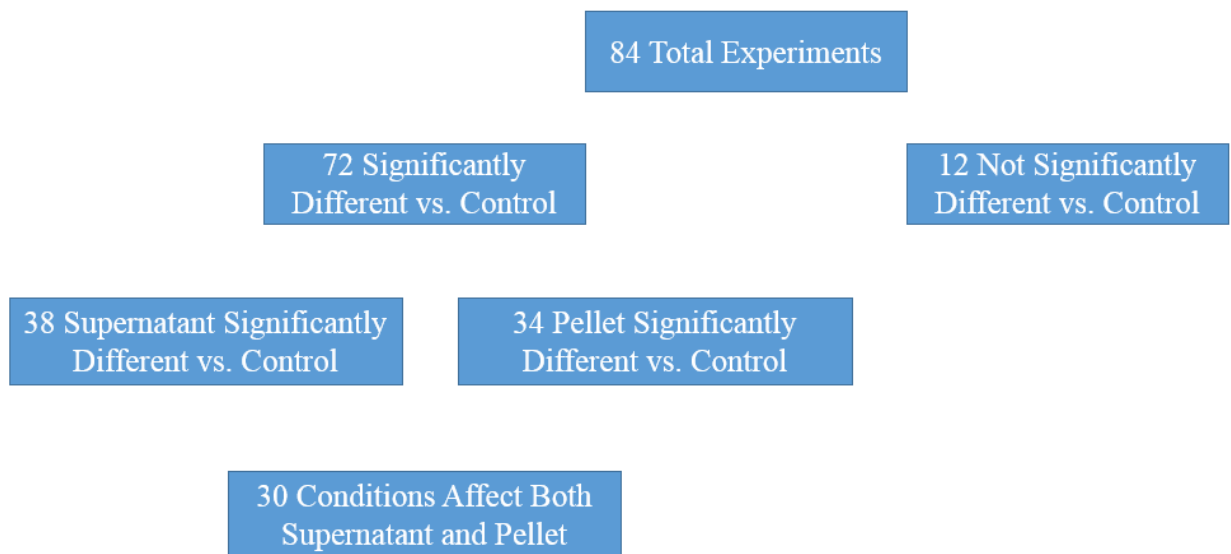 84 Total Experiments
72 Significantly
Different vs. Control
12 Not Significantly
Different vs. Control
38 Supernatant Significantly
Different vs. Control
34 Pellet Significantly
Different vs. Control
30 Conditions Affect Both
Supernatant and Pellet